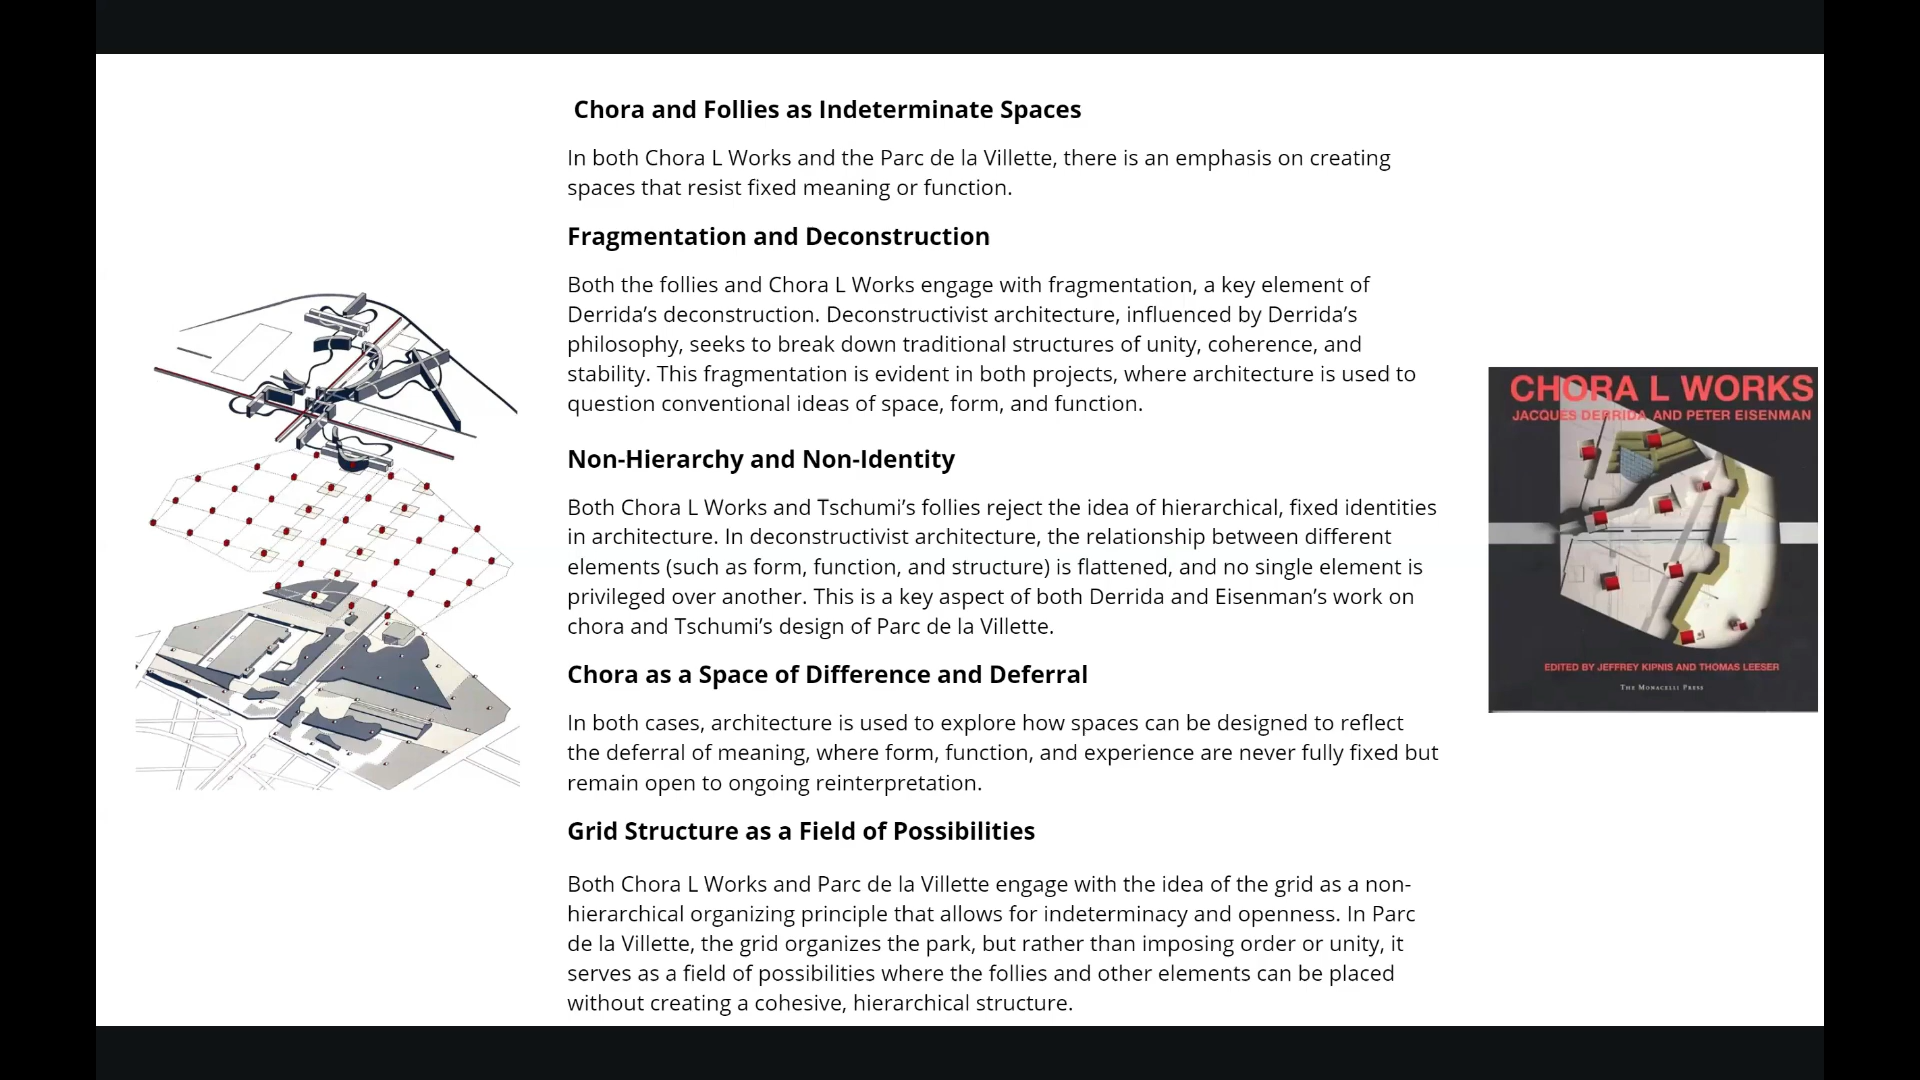 Chora and Follies as Indeterminate Spaces
In both Chora L Works and the Parc de la Villette, there is an emphasis on creating
spaces that resist fixed meaning or function.
Fragmentation and Deconstruction
Both the follies and Chora L Works engage with fragmentation, a key element of
Derrida’s deconstruction. Deconstructivist architecture, influenced by Derrida’s
philosophy, seeks to break down traditional structures of unity, coherence, and
stability. This fragmentation is evident in both projects, where architecture is used to
question conventional ideas of space, form, and function.
Non-Hierarchy and Non-Identity
Both Chora L Works and Tschumi’s follies reject the idea of hierarchical, fixed identities
in architecture. In deconstructivist architecture, the relationship between different
elements (such as form, function, and structure) is flattened, and no single element is
privileged over another. This is a key aspect of both Derrida and Eisenman’s work on
chora and Tschumi’s design of Parc de la Villette.
Chora as a Space of Difference and Deferral
In both cases, architecture is used to explore how spaces can be designed to reflect
the deferral of meaning, where form, function, and experience are never fully fixed but
remain open to ongoing reinterpretation.
Grid Structure as a Field of Possibilities
Both Chora L Works and Parc de la Villette engage with the idea of the grid as a non-
hierarchical organizing principle that allows for indeterminacy and openness. In Parc
de la Villette, the grid organizes the park, but rather than imposing order or unity, it
serves as a field of possibilities where the follies and other elements can be placed
without creating a cohesive, hierarchical structure.
CHORA L WORKS
JACQUES DERRIDA AND PETER EISENMAN
EDITED BY JEFFREY KIPNIS AND THOMAS LEESER
THE MONACELLI PRESS